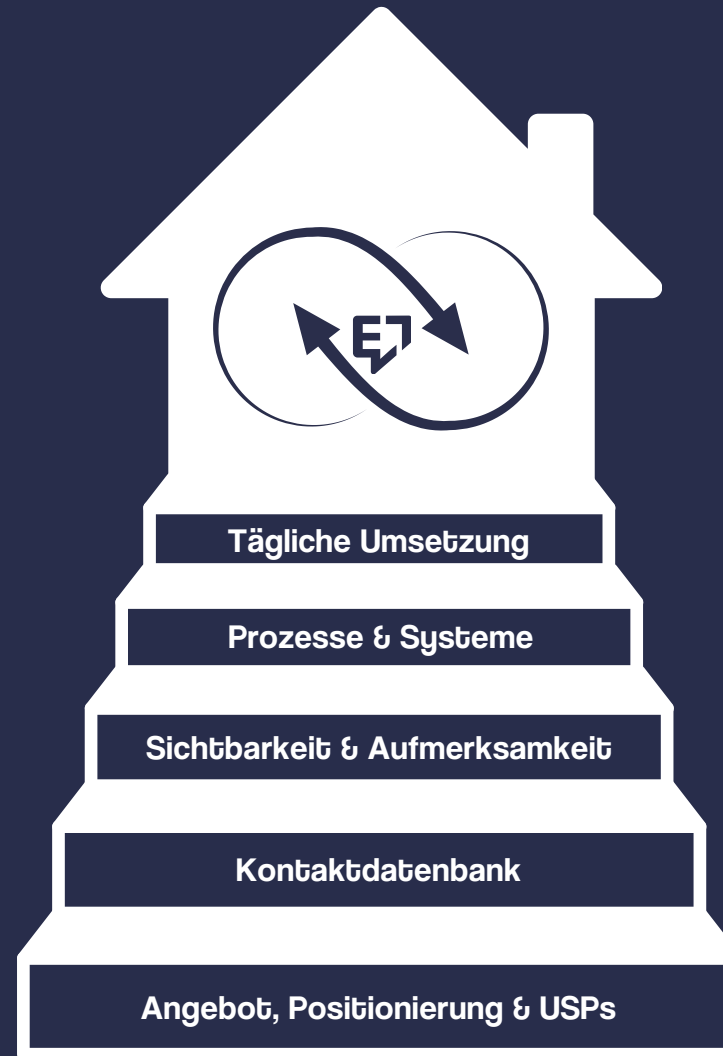 Tägliche Umsetzung
Prozesse & Systeme
Sichtbarkeit & Aufmerksamkeit
Kontaktdatenbank
Angebot, Positionierung & USPs